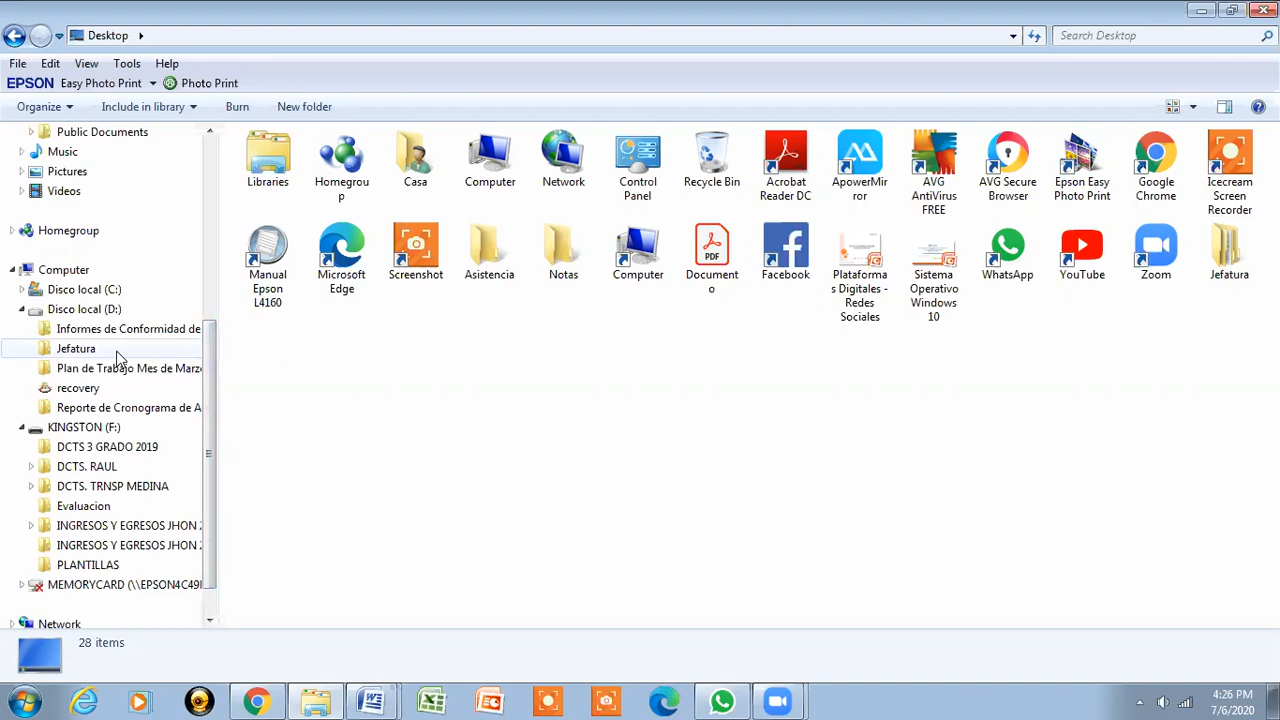 Desktop
Search Desktop
File Edit View Tools Help
EPSON Easy Photo Print Photo Print
Organize Include in library Burn New folder
Public Documents
Music
Pictures
Videos
Homegroup
Computer
Disco local (C:)
Disco local (D:)
Informes de Conformidad de
Jefatura
Plan de Trabajo Mes de Marzo
recovery
Reporte de Cronograma de A
KINGSTON (F:)
DCTS 3 GRADO 2019
DCTS. RAUL
DCTS. TRNSP MEDINA
Evaluacion
INGRESOS Y EGRESOS JHON 2
INGRESOS Y EGRESOS JHON 2
PLANTILLAS
MEMORYCARD (\\EPSON4C49
Network
Libraries
Homegrou
p
Casa
Computer
Network
Control
Panel
Recycle Bin
Acrobat
Reader DC
ApowerMir
ror
AVG
AntiVirus
FREE
AVG Secure
Browser
Epson Easy
Photo Print
Google
Chrome
Icecream
Screen
Recorder
Manual
Epson
L4160
Microsoft
Edge
Screenshot
Asistencia
Notas
Computer
PDF
Document
o
Facebook
Plataforma
s Digitales -
Redes
Sociales
Sistema
Operativo
Windows
10
WhatsApp
YouTube
Zoom
Jefatura
28 items
4:26 PM
7/6/2020